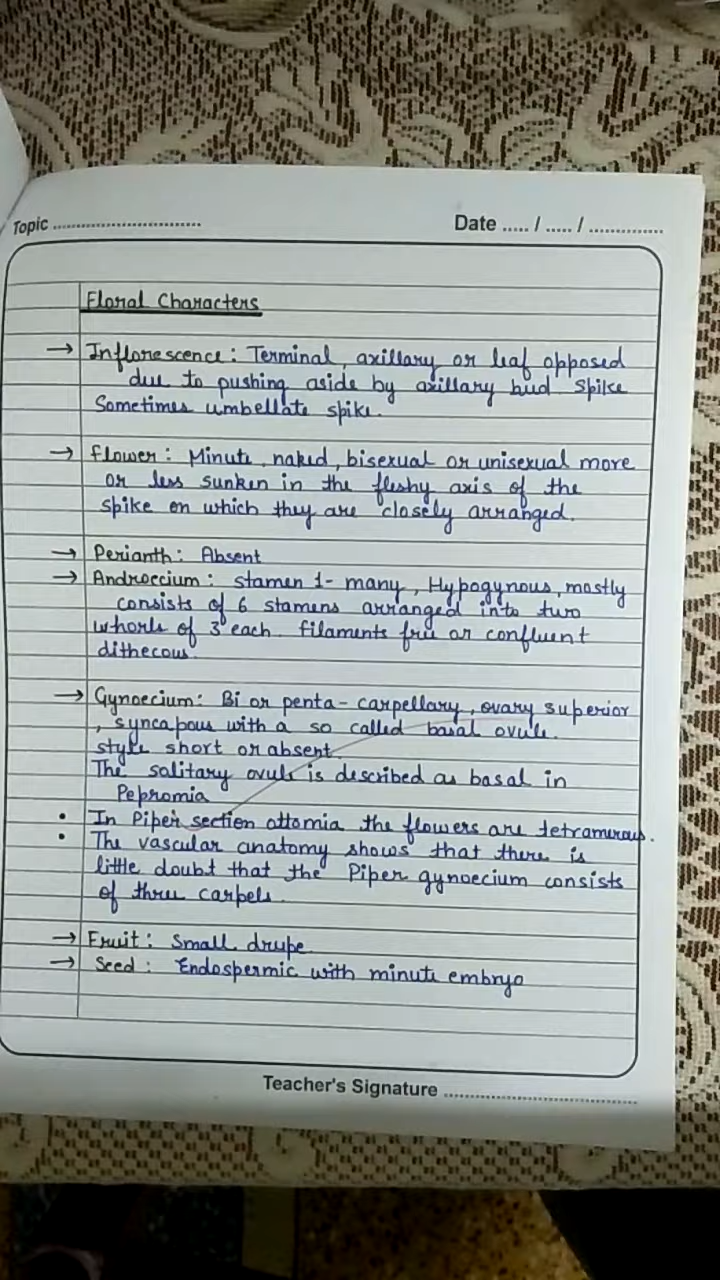 Topic ............................
Date ..... / ..... / ..............
Floral Characters
→ Inflorescence : Terminal, axillary or leaf opposed
due to pushing aside by axillary bud spike
Sometimes umbellate spike.
→ flower : Minute, naked, bisexual or unisexual more
or less sunken in the fleshy axis of the
spike on which they are closely arranged.
→ Perianth : Absent
→ Androecium : stamen 1- many, Hypogynous, mostly
consists of 6 stamens arranged into two
whorls of 3 each. filaments free or confluent
dithecous.
→ Gynoecium : Bi or penta - carpellary, ovary superior
, syncapous with a so called basal ovule.
style short or absent.
The solitary ovule is described as basal in
Pepromia
• In Piper section ottomia the flowers are tetramerous.
• The vascular anatomy shows that there is
little doubt that the Piper gynoecium consists
of three carpels.
→ Fruit : Small drupe
→ Seed : Endospermic with minute embryo
Teacher's Signature ....................................